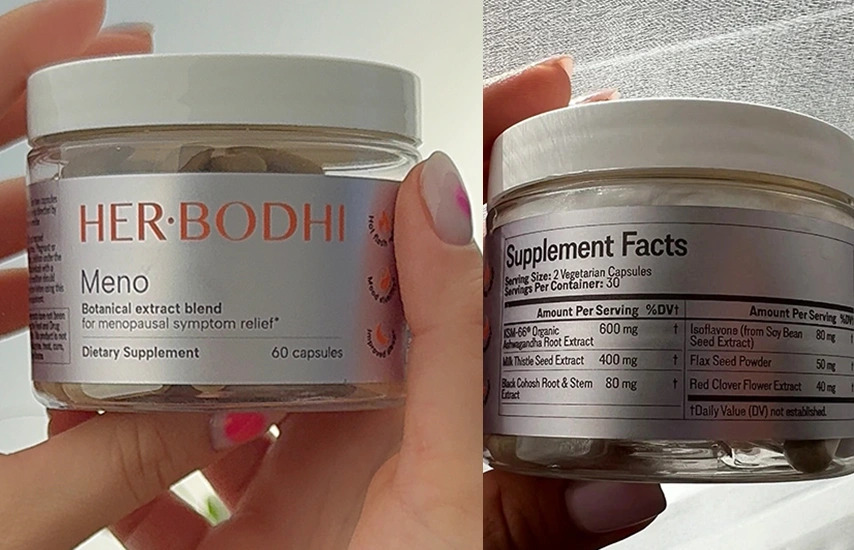 HER·BODHI
Meno
Botanical extract blend
for menopausal symptom relief*
Dietary Supplement
60 capsules
Supplement Facts
Serving Size: 2 Vegetarian Capsules
Servings Per Container: 30
Amount Per Serving %DV†
KSM-66® Organic 600 mg †
Ashwagandha Root Extract
Milk Thistle Seed Extract 400 mg †
Black Cohosh Root & Stem 80 mg †
Extract
Amount Per Serving %DV
Isoflavone (from Soy Bean 80 mg †
Seed Extract)
Flax Seed Powder 50 mg
Red Clover Flower Extract 40 mg †
†Daily Value (DV) not established.